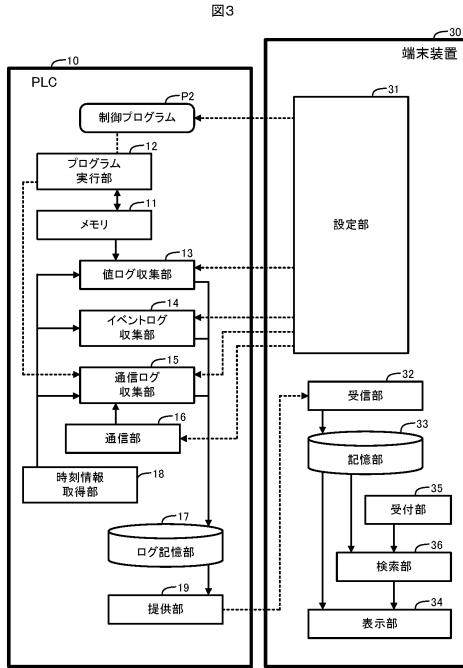 図3
10
PLC
P2
制御プログラム
12
プログラム
実行部
11
メモリ
13
値ログ収集部
14
イベントログ
収集部
15
通信ログ
収集部
16
通信部
時刻情報
取得部
18
17
ログ記憶部
19
提供部
30
端末装置
31
設定部
32
受信部
33
記憶部
35
受付部
36
検索部
34
表示部